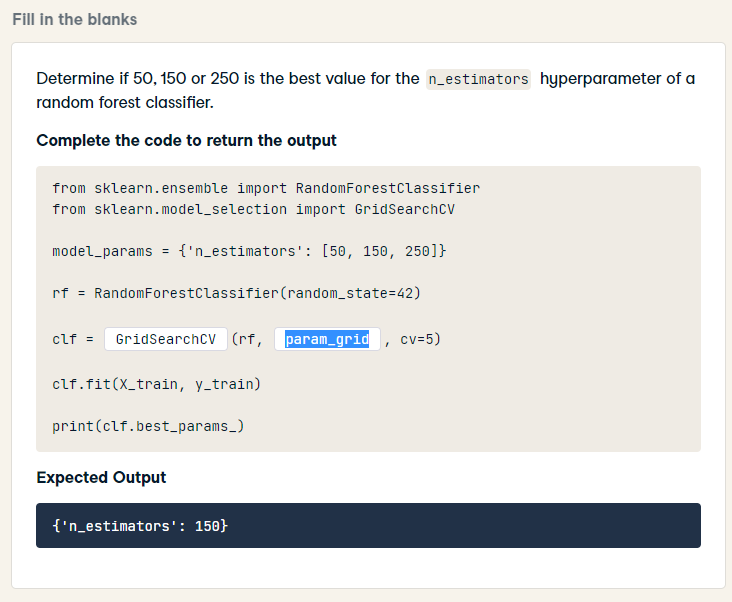 Fill in the blanks
Determine if 50, 150 or 250 is the best value for the n_estimators hyperparameter of a
random forest classifier.
Complete the code to return the output
from sklearn.ensemble import RandomForestClassifier
from sklearn.model_selection import GridSearchCV
model_params = {'n_estimators': [50, 150, 250]}
rf = RandomForestClassifier(random_state=42)
clf = GridSearchCV (rf, param_grid , cv=5)
clf.fit(X_train, y_train)
print(clf.best_params_)
Expected Output
{'n_estimators': 150}